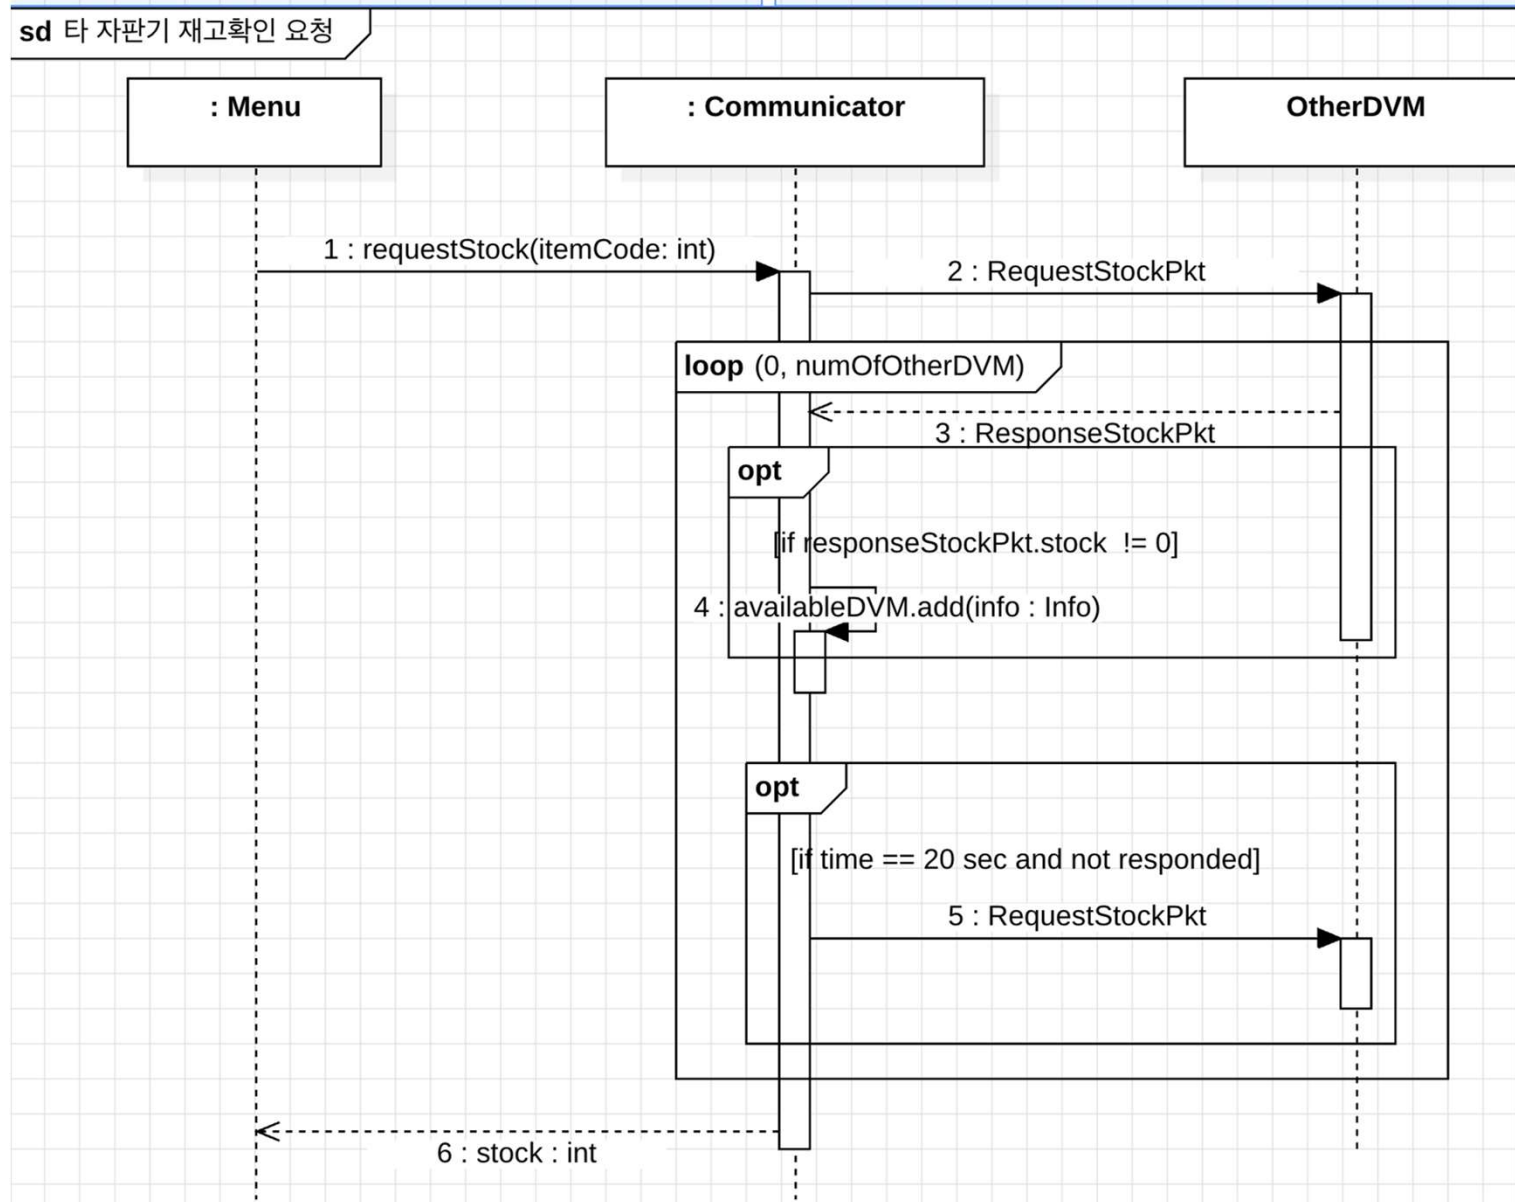 sd 타 자판기 재고확인 요청
: Menu
: Communicator
OtherDVM
1 : requestStock(itemCode: int)
2 : RequestStockPkt
loop (0, numOfOtherDVM)
3 : ResponseStockPkt
opt
[if responseStockPkt.stock  != 0]
4 : availableDVM.add(info : Info)
opt
[if time == 20 sec and not responded]
5 : RequestStockPkt
6 : stock : int